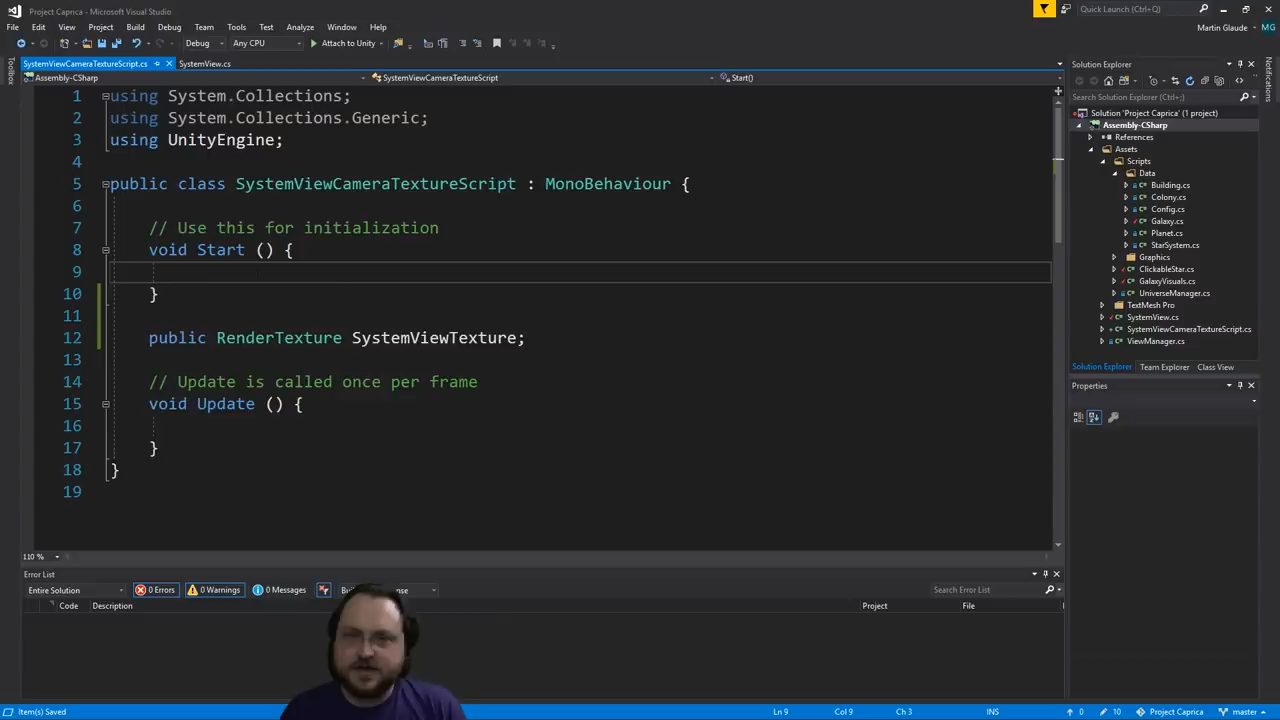 Project Caprica - Microsoft Visual Studio
Quick Launch (Ctrl+Q)
File Edit View Project Build Debug Team Tools Test Analyze Window Help
Martin Glaude MG
Debug Any CPU Attach to Unity
Toolbox
SystemViewCameraTextureScript.cs SystemView.cs
Assembly-CSharp SystemViewCameraTextureScript Start()
1 using System.Collections;
2 using System.Collections.Generic;
3 using UnityEngine;
4
5 public class SystemViewCameraTextureScript : MonoBehaviour {
6
7 // Use this for initialization
8 void Start () {
9
10 }
11
12 public RenderTexture SystemViewTexture;
13
14 // Update is called once per frame
15 void Update () {
16
17 }
18 }
19
110 %
Error List
Entire Solution 0 Errors 0 Warnings 0 Messages
Search Error List
Code Description Project File
Solution Explorer
Search Solution Explorer (Ctrl+;)
Solution 'Project Caprica' (1 project)
Assembly-CSharp
References
Assets
Scripts
Data
Building.cs
Colony.cs
Config.cs
Galaxy.cs
Planet.cs
StarSystem.cs
Graphics
ClickableStar.cs
GalaxyVisuals.cs
UniverseManager.cs
TextMesh Pro
SystemView.cs
SystemViewCameraTextureScript.cs
ViewManager.cs
Solution Explorer Team Explorer Class View
Properties
Notifications
Item(s) Saved Ln 9 Col 9 Ch 3 INS 0 10 Project Caprica master